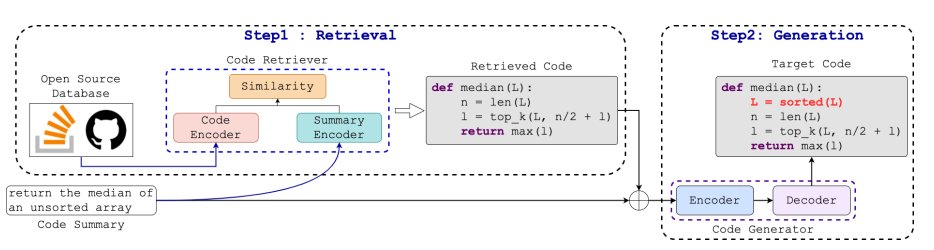 Step1 : Retrieval
Code Retriever
Open Source
Database
Similarity
Code
Encoder
Summary
Encoder
Retrieved Code
def median(L):
n = len(L)
l = top_k(L, n/2 + l)
return max(l)
return the median of
an unsorted array
Code Summary
Step2: Generation
Target Code
def median(L):
L = sorted(L)
n = len(L)
l = top_k(L, n/2 + l)
return max(l)
Encoder
Decoder
Code Generator